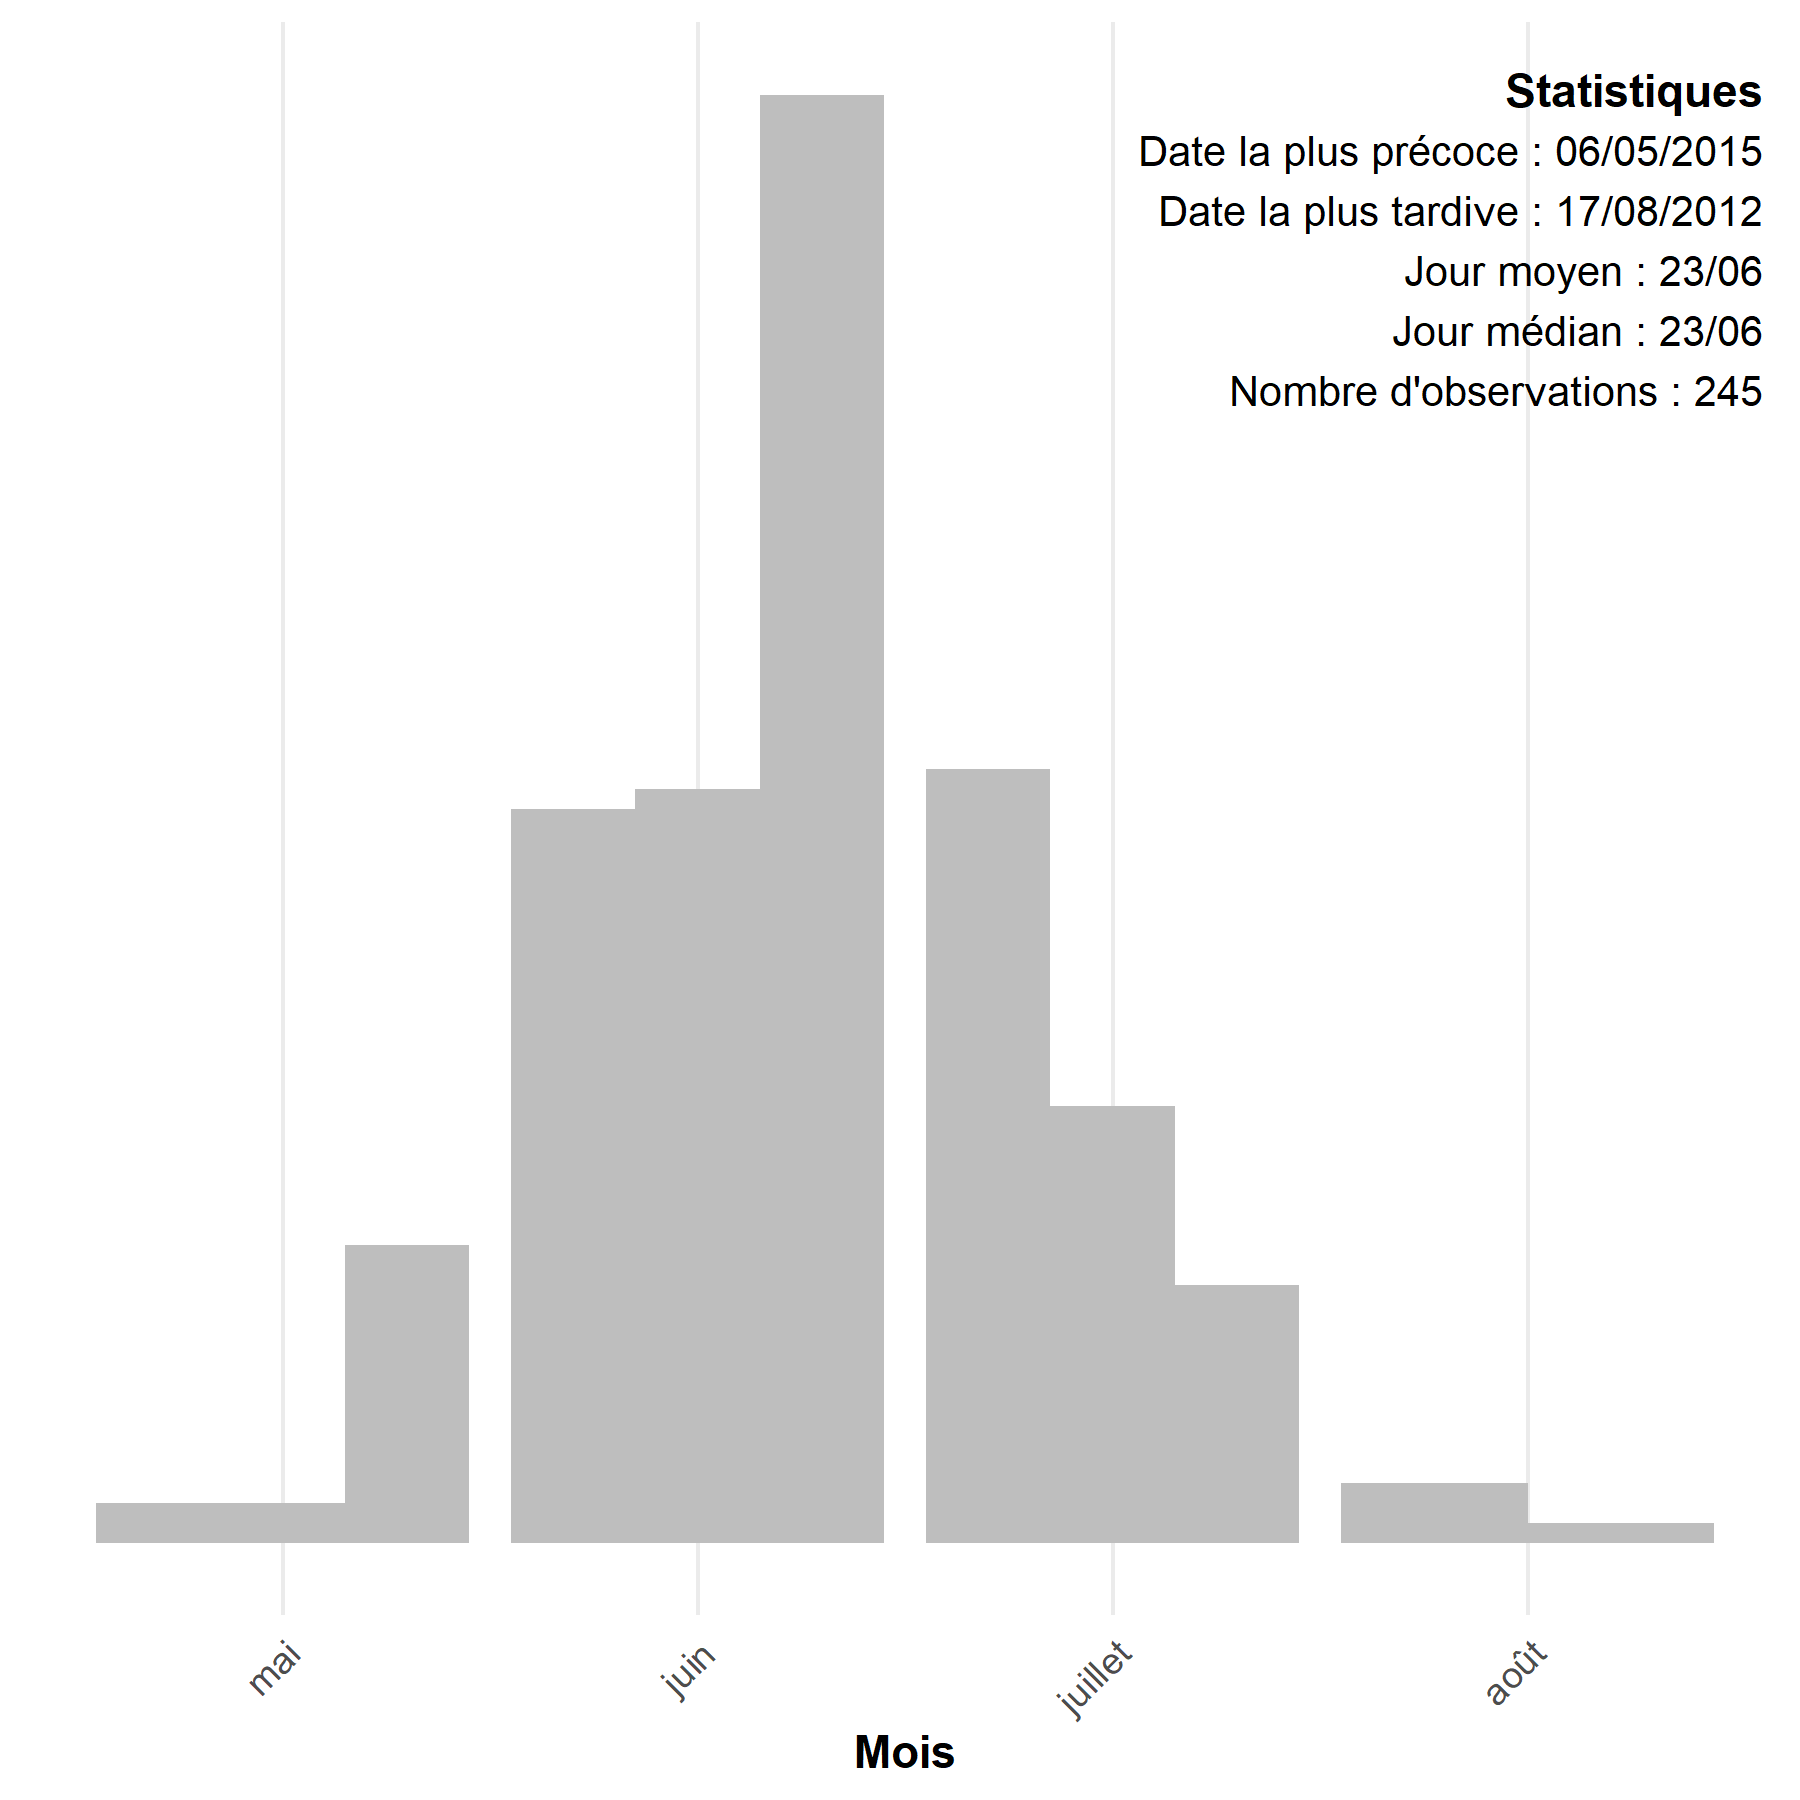 Statistiques
Date la plus précoce : 06/05/2015
Date la plus tardive : 17/08/2012
Jour moyen : 23/06
Jour médian : 23/06
Nombre d'observations : 245
mai
juin
juillet
août
Mois